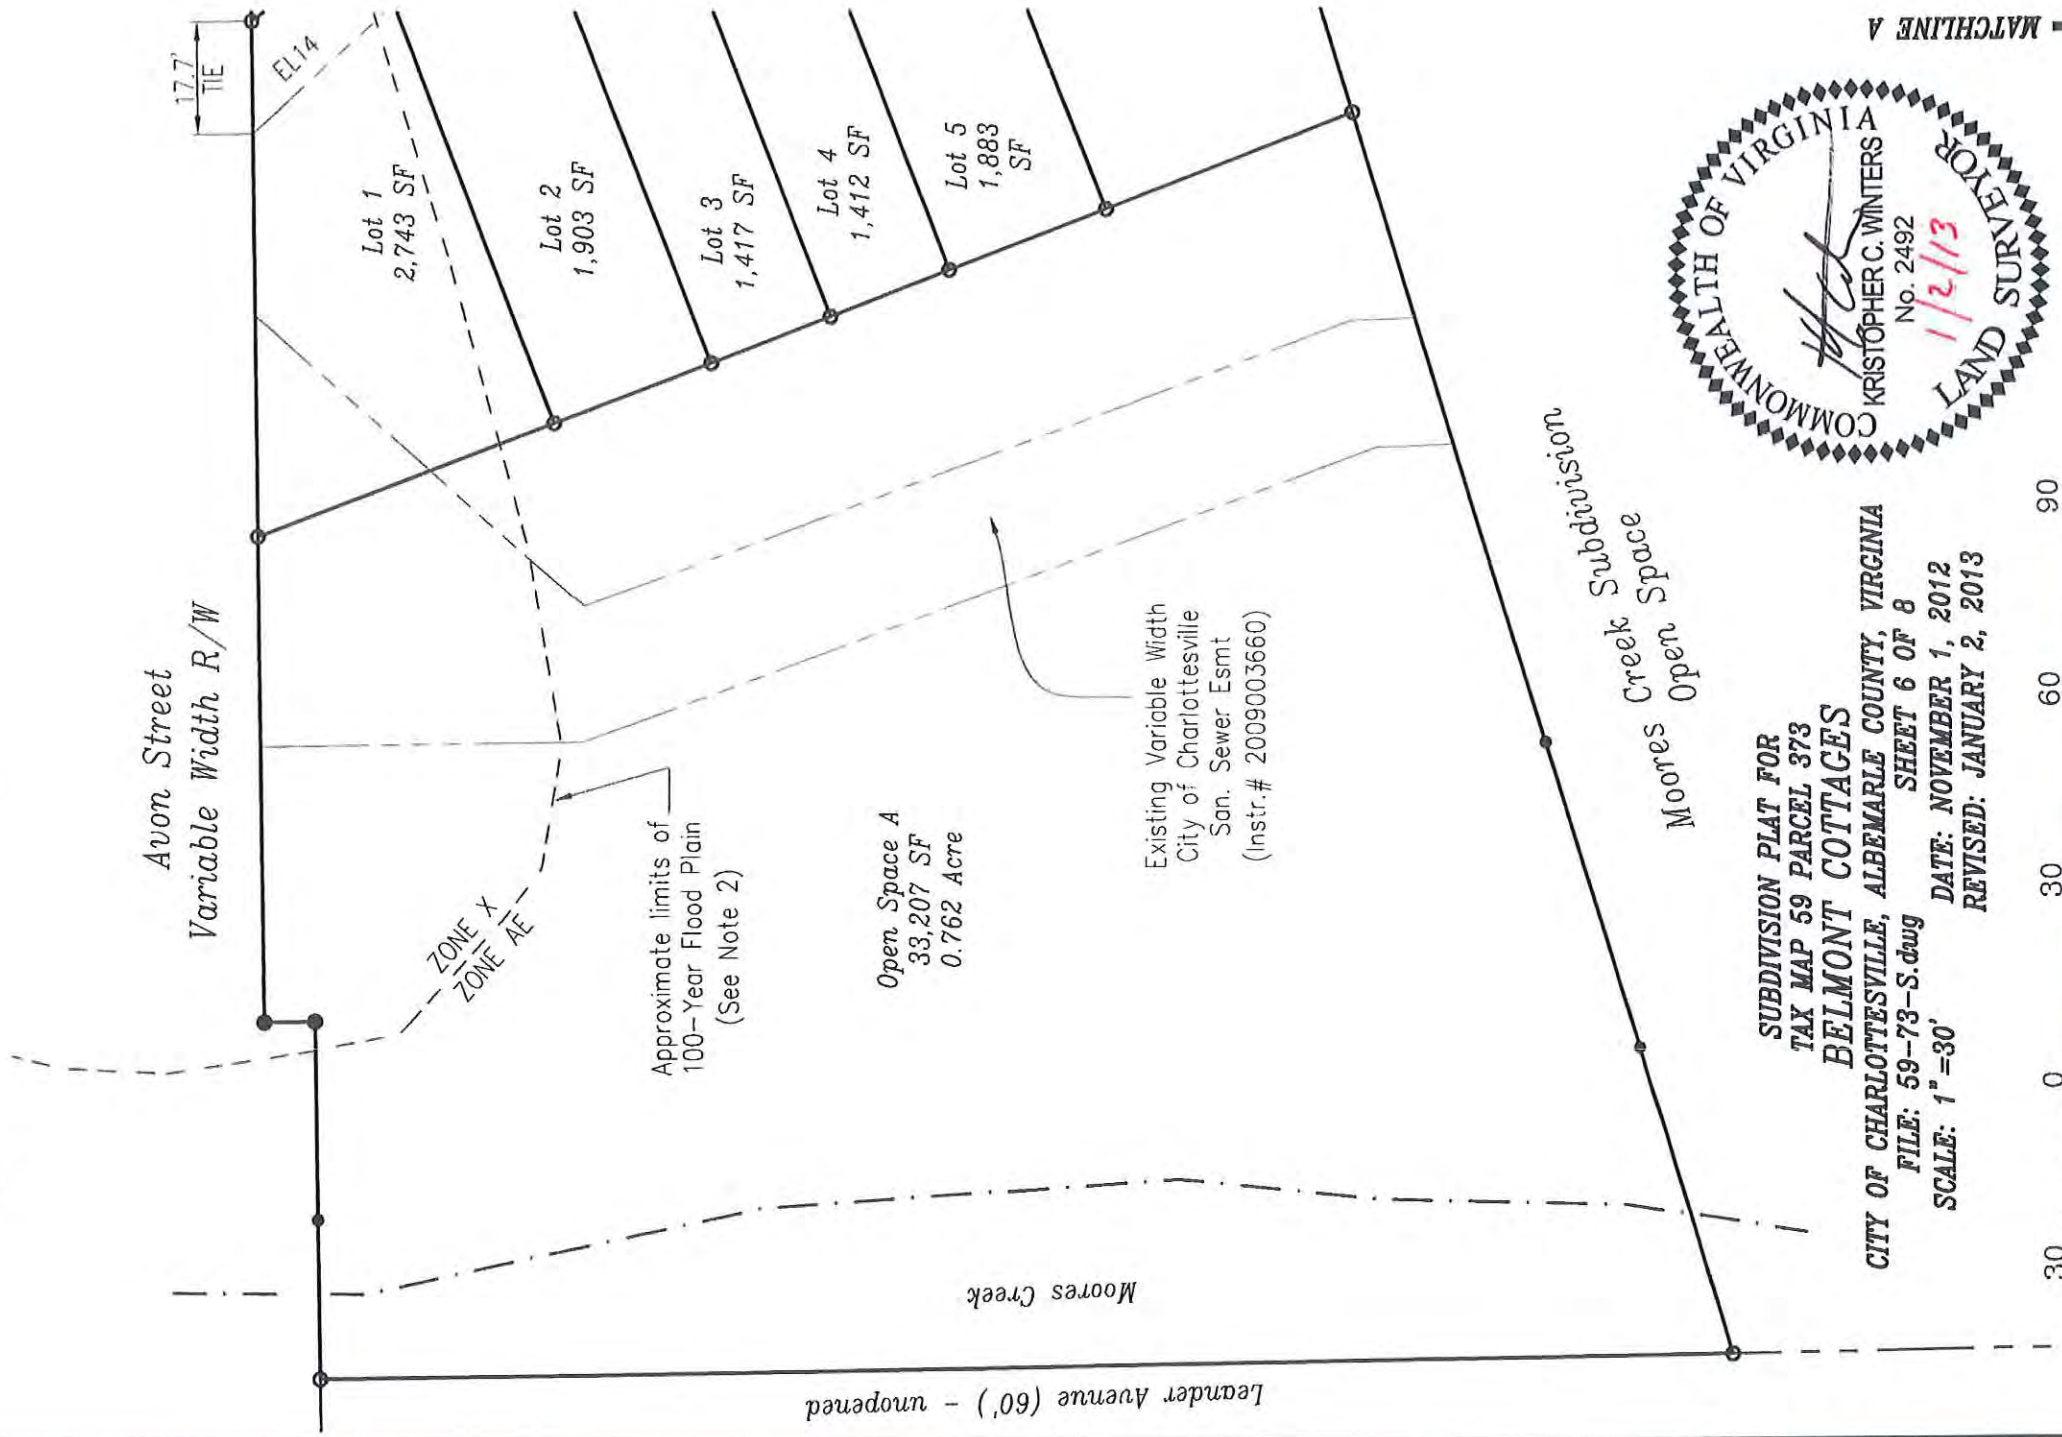 17.7'
TIE
EL14
MATCHLINE A
Avon Street
Variable Width R/W
Lot 1
2,743 SF
Lot 2
1,903 SF
Lot 3
1,417 SF
Lot 4
1,412 SF
Lot 5
1,883
SF
ZONE X
ZONE AE
Approximate limits of
100-Year Flood Plain
(See Note 2)
Open Space A
33,207 SF
0.762 Acre
Existing Variable Width
City of Charlottesville
San. Sewer Esmt
(Instr.# 2009003660)
Moores Creek Subdivision
Open Space
Moores Creek
Leander Avenue (60') - unopened
COMMONWEALTH OF VIRGINIA
KRISTOPHER C. WINTERS
No. 2492
1/2/13
LAND SURVEYOR
SUBDIVISION PLAT FOR
TAX MAP 59 PARCEL 373
BELMONT COTTAGES
CITY OF CHARLOTTESVILLE, ALBEMARLE COUNTY, VIRGINIA
FILE: 59-73-S.dwg SHEET 6 OF 8
SCALE: 1"=30' DATE: NOVEMBER 1, 2012
REVISED: JANUARY 2, 2013
30 0 30 60 90